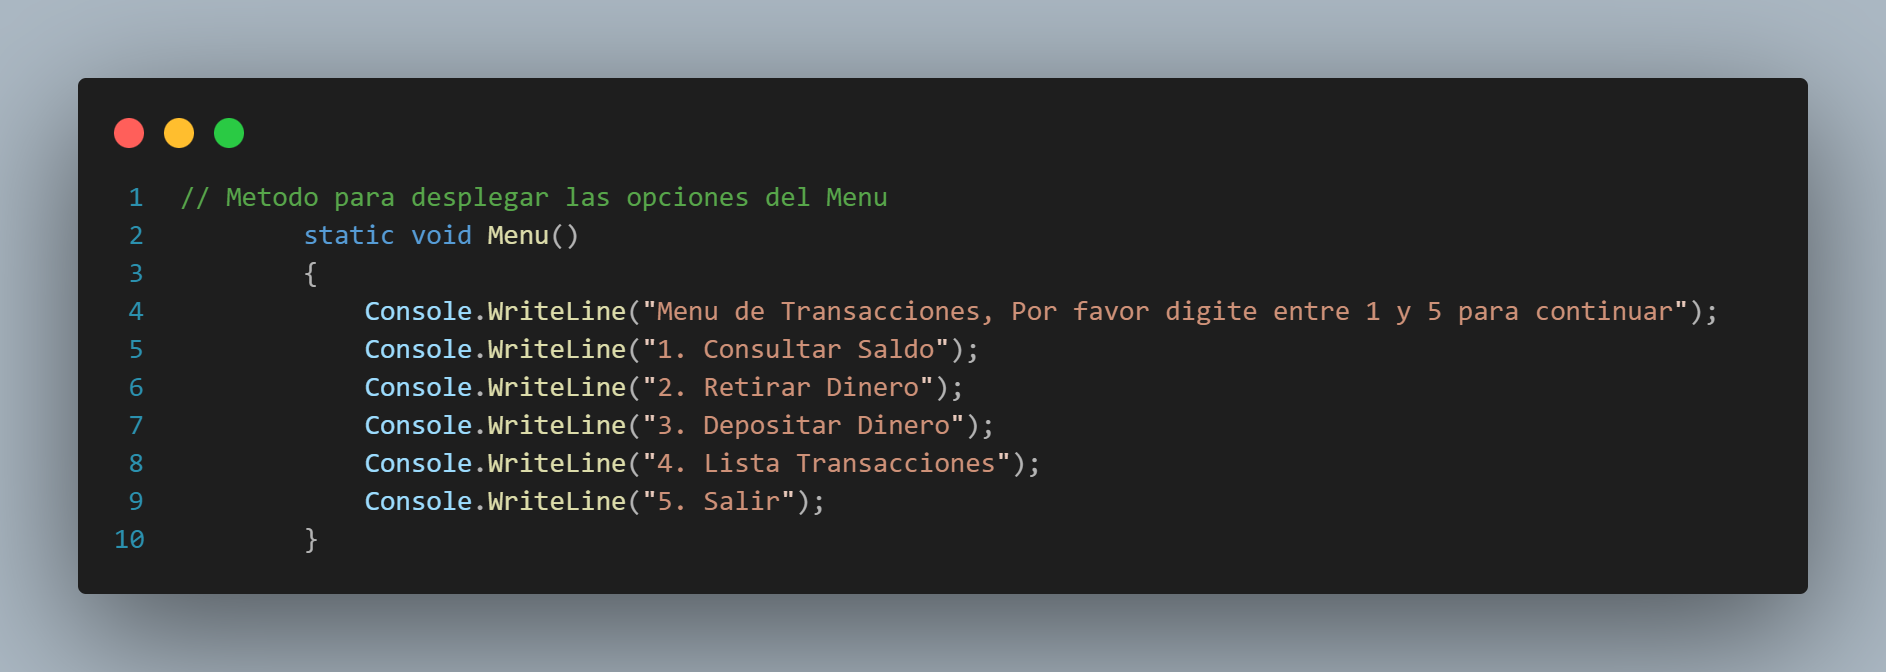 1 // Metodo para desplegar las opciones del Menu
2 static void Menu()
3 {
4 Console.WriteLine("Menu de Transacciones, Por favor digite entre 1 y 5 para continuar");
5 Console.WriteLine("1. Consultar Saldo");
6 Console.WriteLine("2. Retirar Dinero");
7 Console.WriteLine("3. Depositar Dinero");
8 Console.WriteLine("4. Lista Transacciones");
9 Console.WriteLine("5. Salir");
10 }